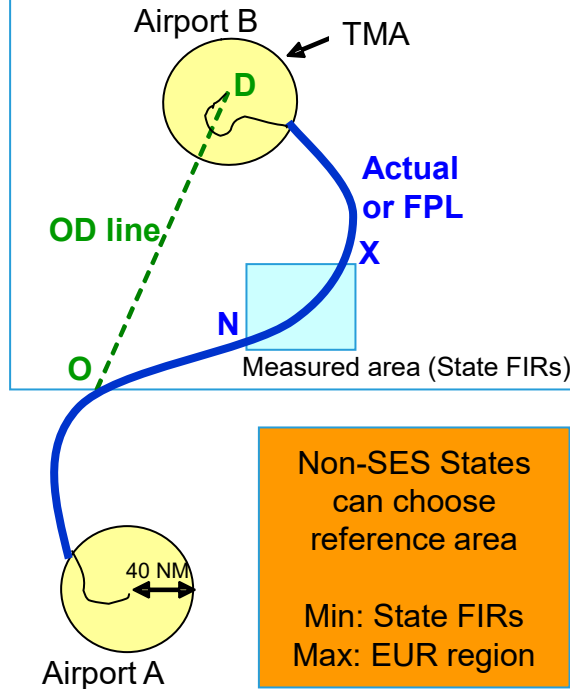 Airport B
TMA
D
Actual
or FPL
OD line
X
N
Measured area (State FIRs)
O
Non-SES States
can choose
reference area
Min: State FIRs
Max: EUR region
40 NM
Airport A